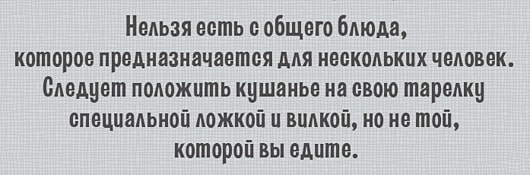 Нельзя есть с общего блюда,
которое предназначается для нескольких человек.
Следует положить кушанье на свою тарелку
специальной ложкой и вилкой, но не той,
которой вы едите.